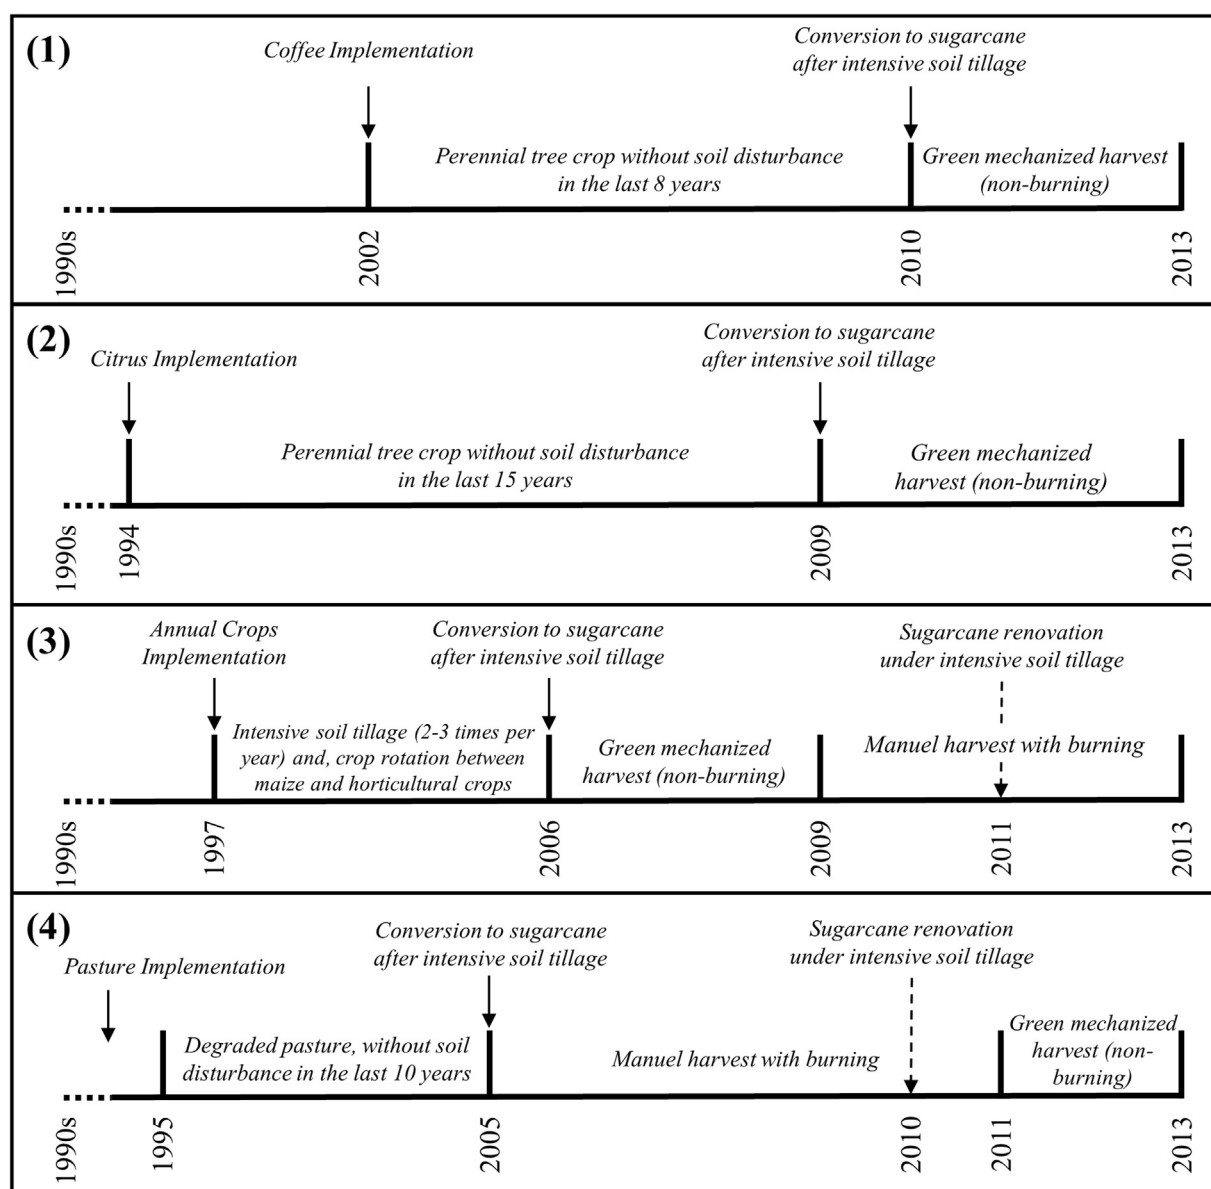 (1)
Coffee Implementation
Conversion to sugarcane
after intensive soil tillage
Perennial tree crop without soil disturbance
in the last 8 years
Green mechanized harvest
(non-burning)
1990s
2002
2010
2013
(2)
Citrus Implementation
Conversion to sugarcane
after intensive soil tillage
Perennial tree crop without soil disturbance
in the last 15 years
Green mechanized
harvest (non-burning)
1990s
1994
2009
2013
(3)
Annual Crops
Implementation
Conversion to sugarcane
after intensive soil tillage
Sugarcane renovation
under intensive soil tillage
Intensive soil tillage (2-3 times per
year) and, crop rotation between
maize and horticultural crops
Green mechanized
harvest (non-burning)
Manuel harvest with burning
1990s
1997
2006
2009
2011
2013
(4)
Pasture Implementation
Conversion to sugarcane
after intensive soil tillage
Sugarcane renovation
under intensive soil tillage
Degraded pasture, without soil
disturbance in the last 10 years
Manuel harvest with burning
Green mechanized
harvest (non-
burning)
1990s
1995
2005
2010
2011
2013